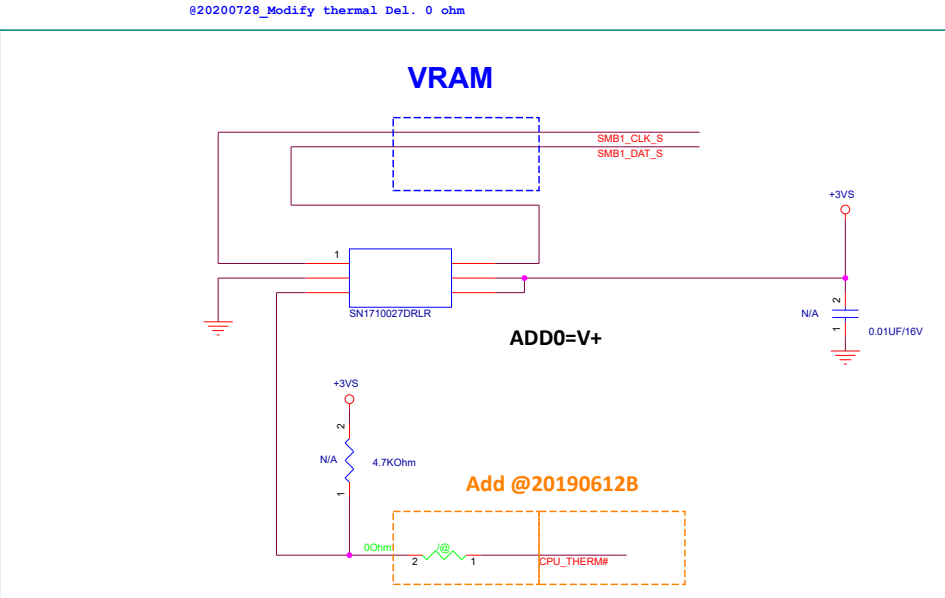 @20200728_Modify thermal Del. 0 ohm
VRAM
SMB1_CLK_S
SMB1_DAT_S
+3VS
1
SN1710027DRLR
2
N/A
1
0.01UF/16V
ADD0=V+
+3VS
2
N/A
4.7KOhm
1
Add @20190612B
0Ohm
/@
2
1
CPU_THERM#